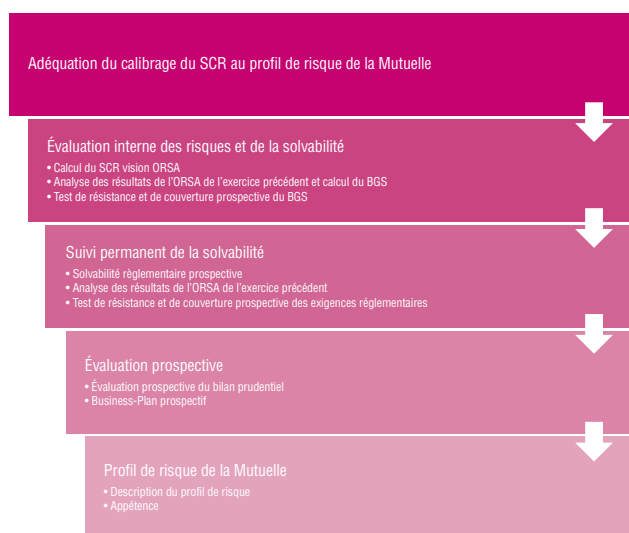 Adéquation du calibrage du SCR au profil de risque de la Mutuelle
Évaluation interne des risques et de la solvabilité
• Calcul du SCR vision ORSA
• Analyse des résultats de l'ORSA de l'exercice précédent et calcul du BGS
• Test de résistance et de couverture prospective du BGS
Suivi permanent de la solvabilité
• Solvabilité règlementaire prospective
• Analyse des résultats de l'ORSA de l'exercice précédent
• Test de résistance et de couverture prospective des exigences réglementaires
Évaluation prospective
• Évaluation prospective du bilan prudentiel
• Business-Plan prospectif
Profil de risque de la Mutuelle
• Description du profil de risque
• Appétence